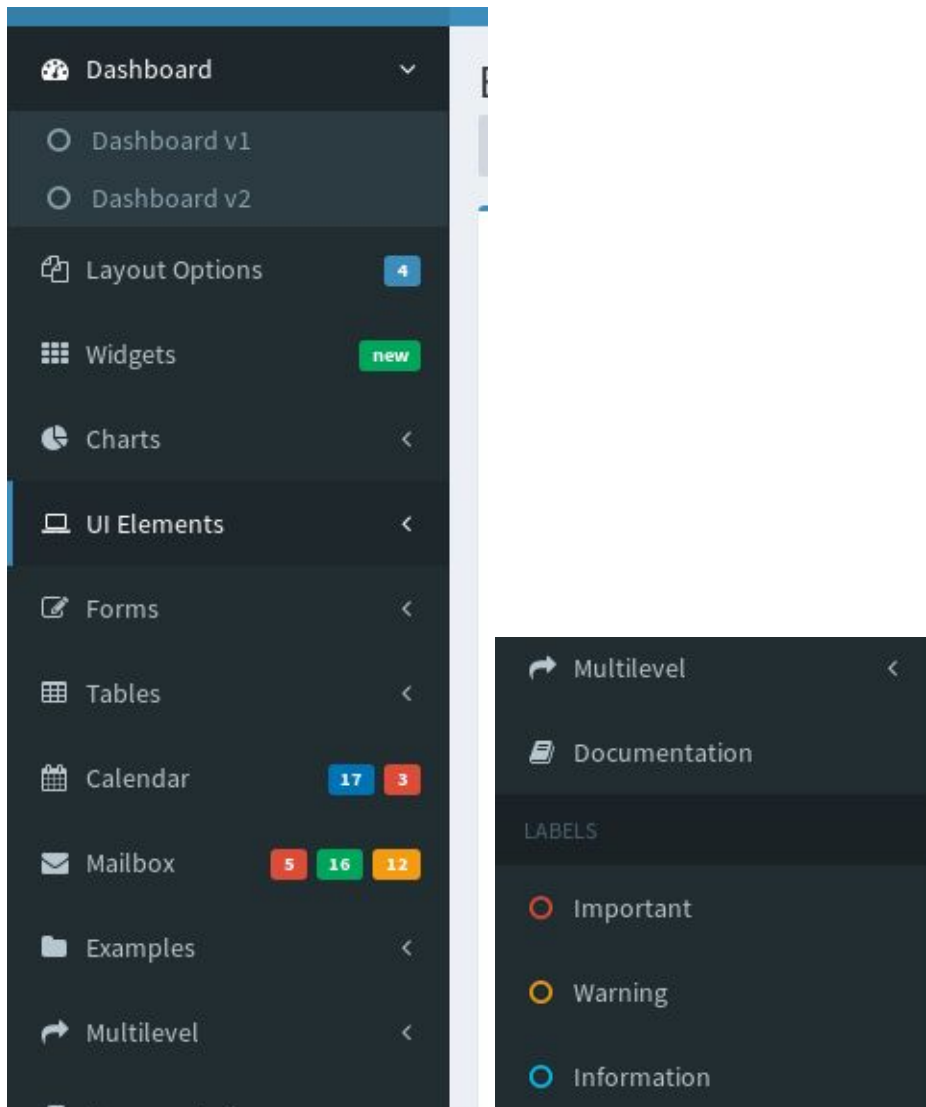 Dashboard
Dashboard v1
Dashboard v2
Layout Options 4
Widgets new
Charts
UI Elements
Forms
Tables
Calendar 17 3
Mailbox 5 16 12
Examples
Multilevel
Multilevel
Documentation
LABELS
Important
Warning
Information